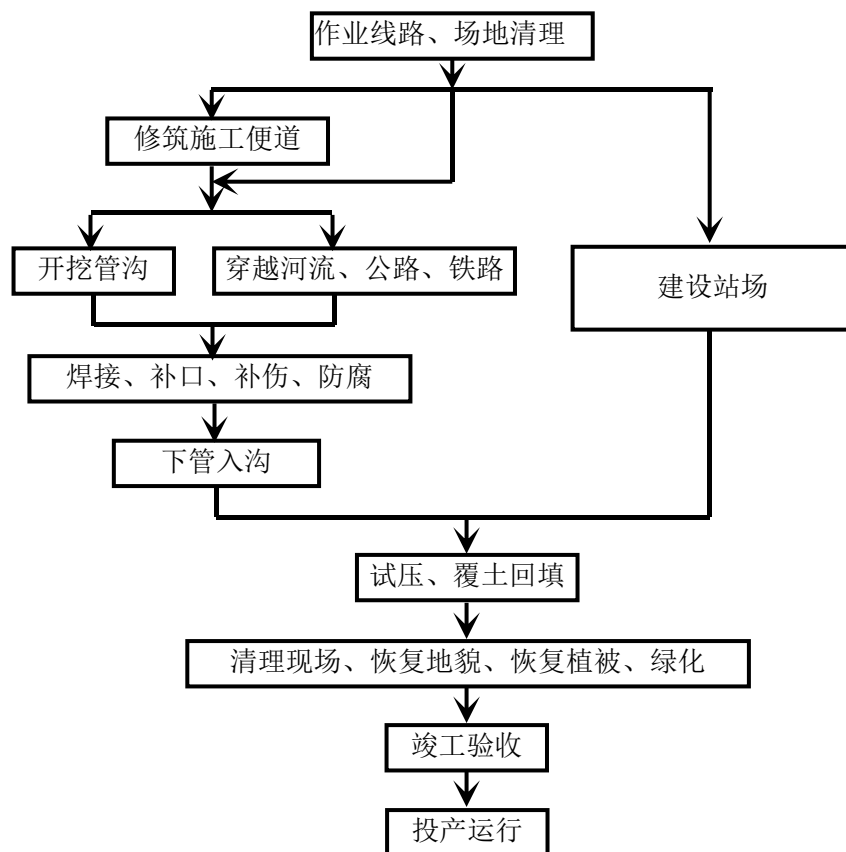 作业线路、场地清理
修筑施工便道
开挖管沟
穿越河流、公路、铁路
建设站场
焊接、补口、补伤、防腐
下管入沟
试压、覆土回填
清理现场、恢复地貌、恢复植被、绿化
竣工验收
投产运行